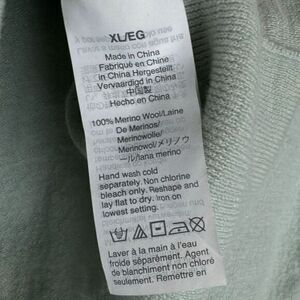 XL/EG
Made in China
Fabriqué en Chine
in China Hergestellt
Vervaardigd in China
中国製
Hecho en China
100% Merino Wool/Laine
De Merinos/
Merinowolle/
Merinowol/メリノウ
ール/lana merino
Hand wash cold
separately. Non chlorine
bleach only. Reshape and
lay flat to dry. Iron on
lowest setting.
Laver à la main à l'eau
froide séparément. Agent
de blanchiment non chloré
seulement. Remettre en